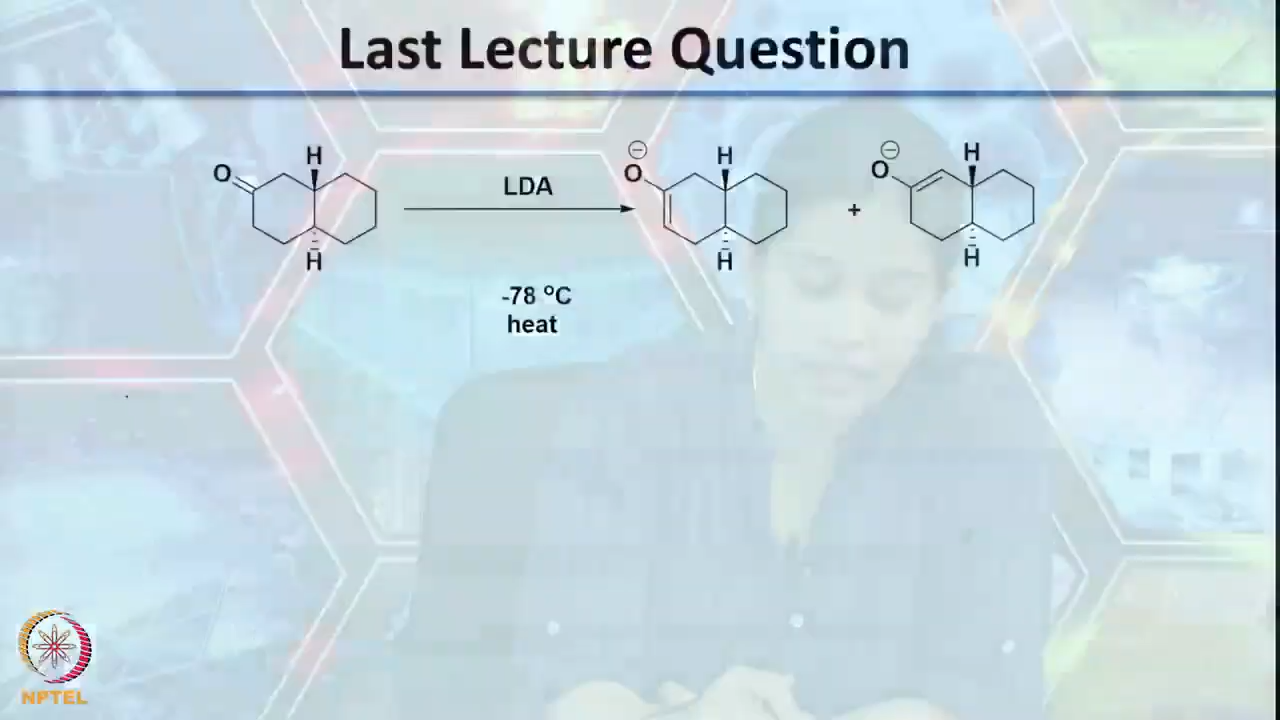 Last Lecture Question
H
O
LDA
H
-78 °C
heat
O
H
H
+
O
H
H
NPTEL